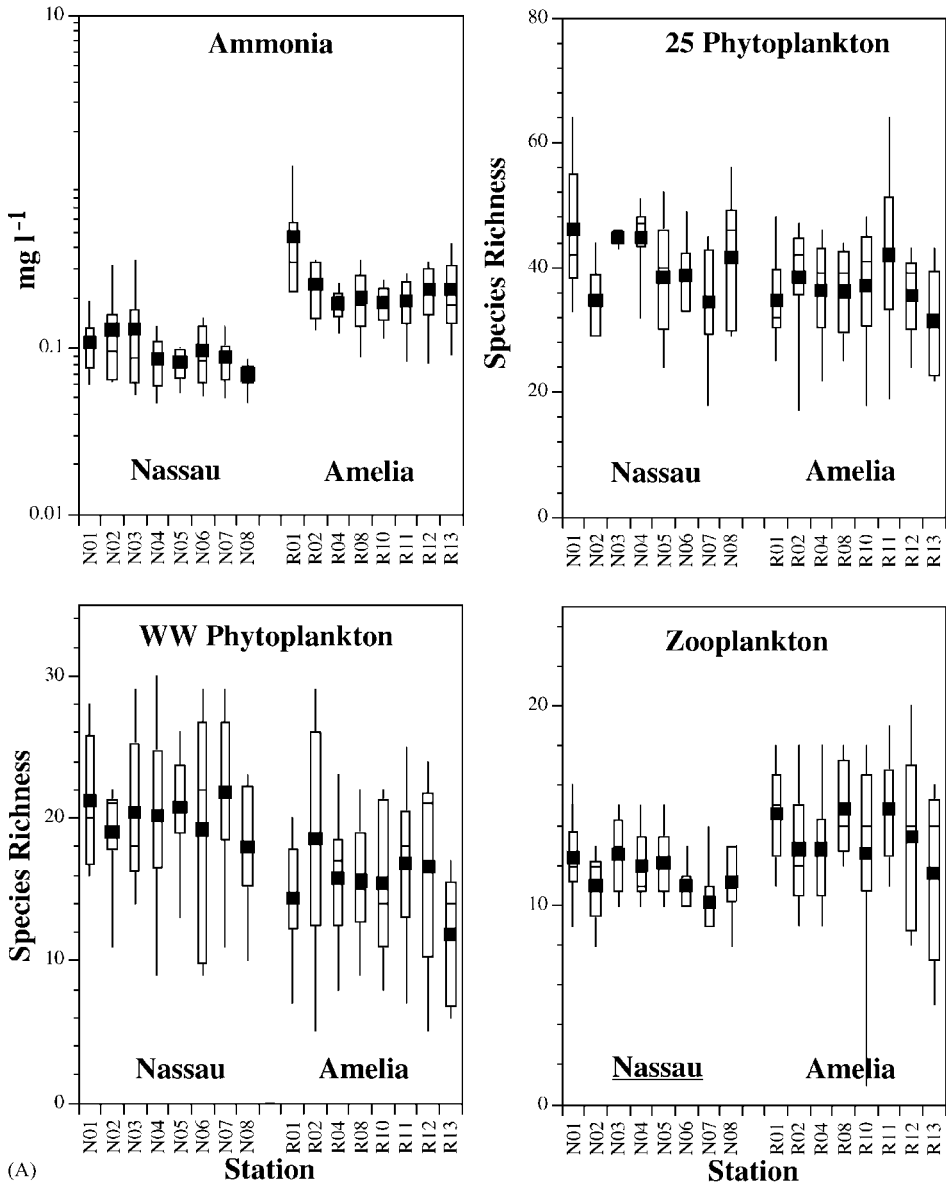 Ammonia
10
1
0.1
0.01
mg l⁻¹
Nassau
Amelia
N01 N02 N03 N04 N05 N06 N07 N08 R01 R02 R04 R08 R10 R11 R12 R13
25 Phytoplankton
80
60
40
20
0
Species Richness
Nassau
Amelia
N01 N02 N03 N04 N05 N06 N07 N08 R01 R02 R04 R08 R10 R11 R12 R13
WW Phytoplankton
30
20
10
0
Species Richness
Nassau
Amelia
N01 N02 N03 N04 N05 N06 N07 N08 R01 R02 R04 R08 R10 R11 R12 R13
Station
Zooplankton
20
10
0
Species Richness
Nassau
Amelia
N01 N02 N03 N04 N05 N06 N07 N08 R01 R02 R04 R08 R10 R11 R12 R13
Station
(A)